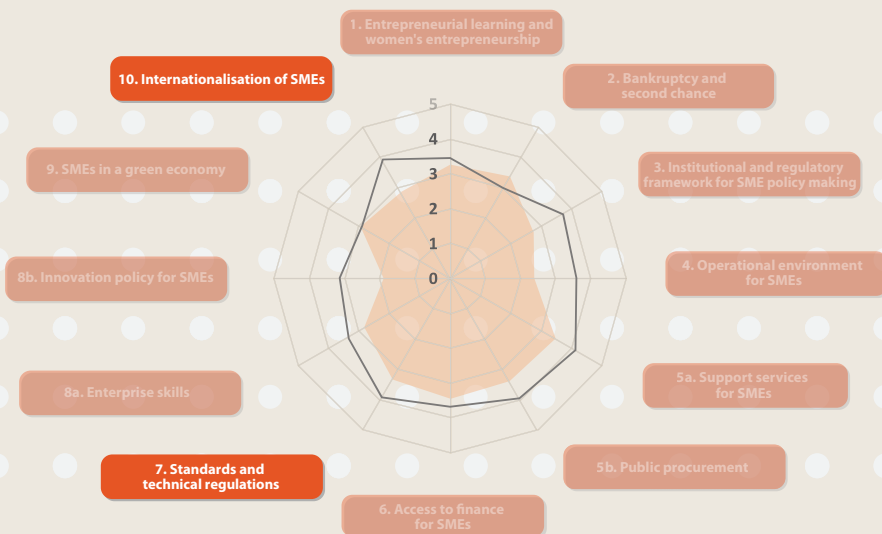 1. Entrepreneurial learning and
women's entrepreneurship
10. Internationalisation of SMEs
2. Bankruptcy and
second chance
5
4
3
2
1
0
9. SMEs in a green economy
3. Institutional and regulatory
framework for SME policy making
8b. Innovation policy for SMEs
4. Operational environment
for SMEs
8a. Enterprise skills
5a. Support services
for SMEs
7. Standards and
technical regulations
5b. Public procurement
6. Access to finance
for SMEs